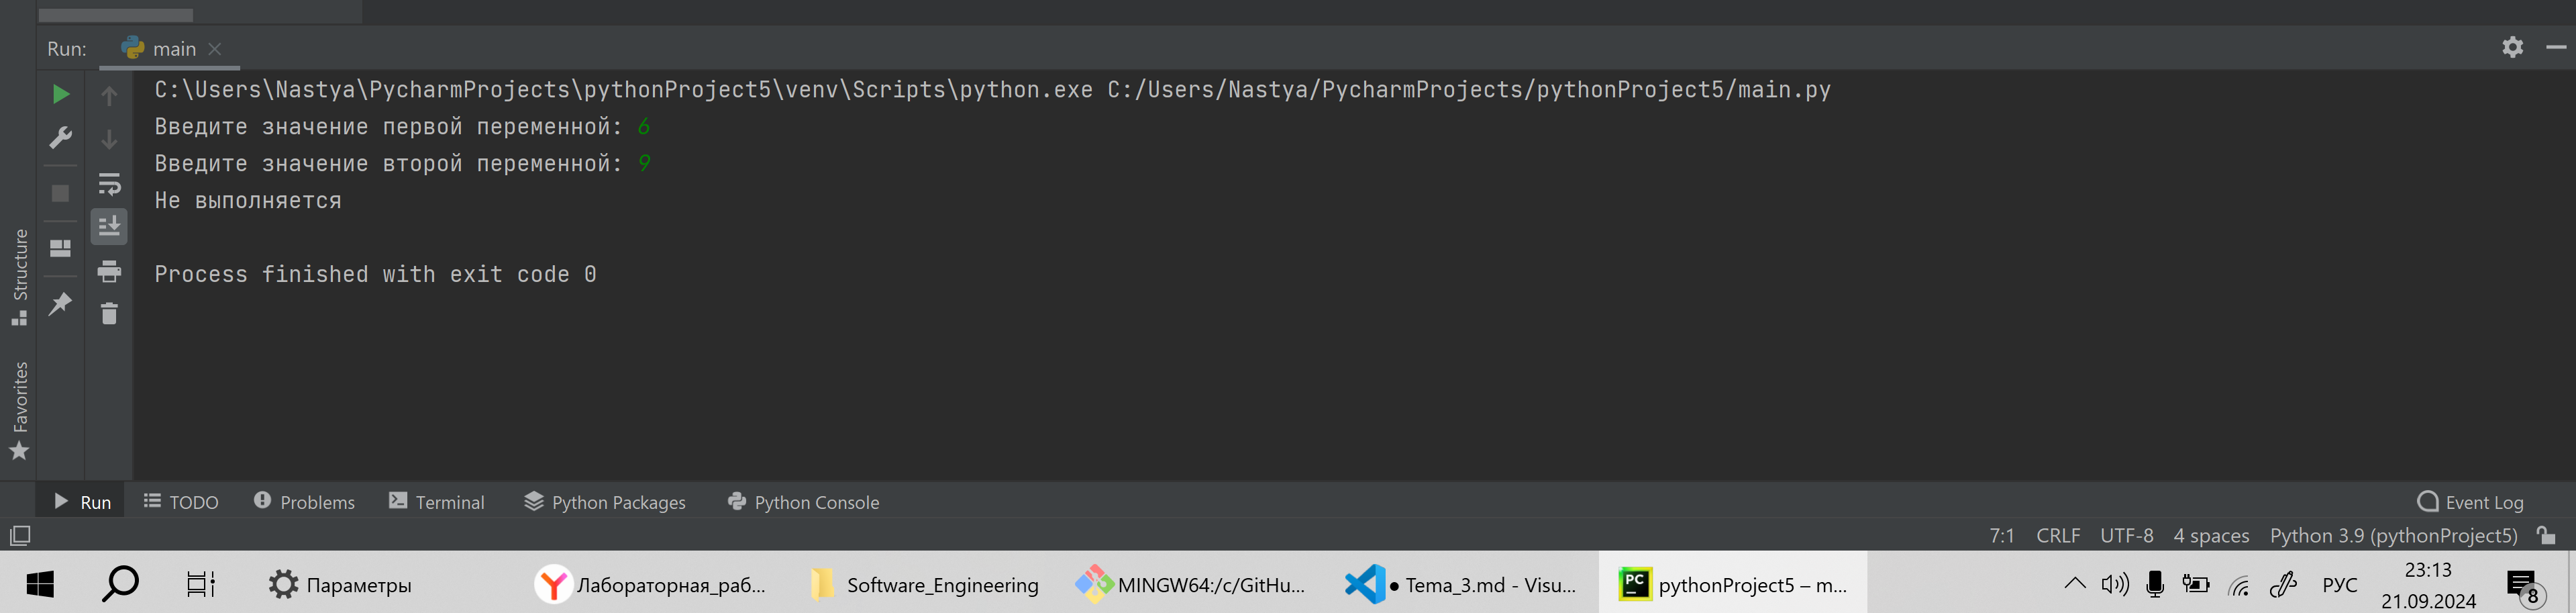 Run:
main
C:\Users\Nastya\PycharmProjects\pythonProject5\venv\Scripts\python.exe C:/Users/Nastya/PycharmProjects/pythonProject5/main.py
Введите значение первой переменной: 6
Введите значение второй переменной: 9
Не выполняется
Process finished with exit code 0
Structure
Favorites
Run
TODO
Problems
Terminal
Python Packages
Python Console
Event Log
7:1 CRLF UTF-8 4 spaces Python 3.9 (pythonProject5)
Параметры
Лабораторная_раб...
Software_Engineering
MINGW64:/c/GitHu...
● Tema_3.md - Visu...
PC
pythonProject5 – m...
РУС
23:13
21.09.2024
8